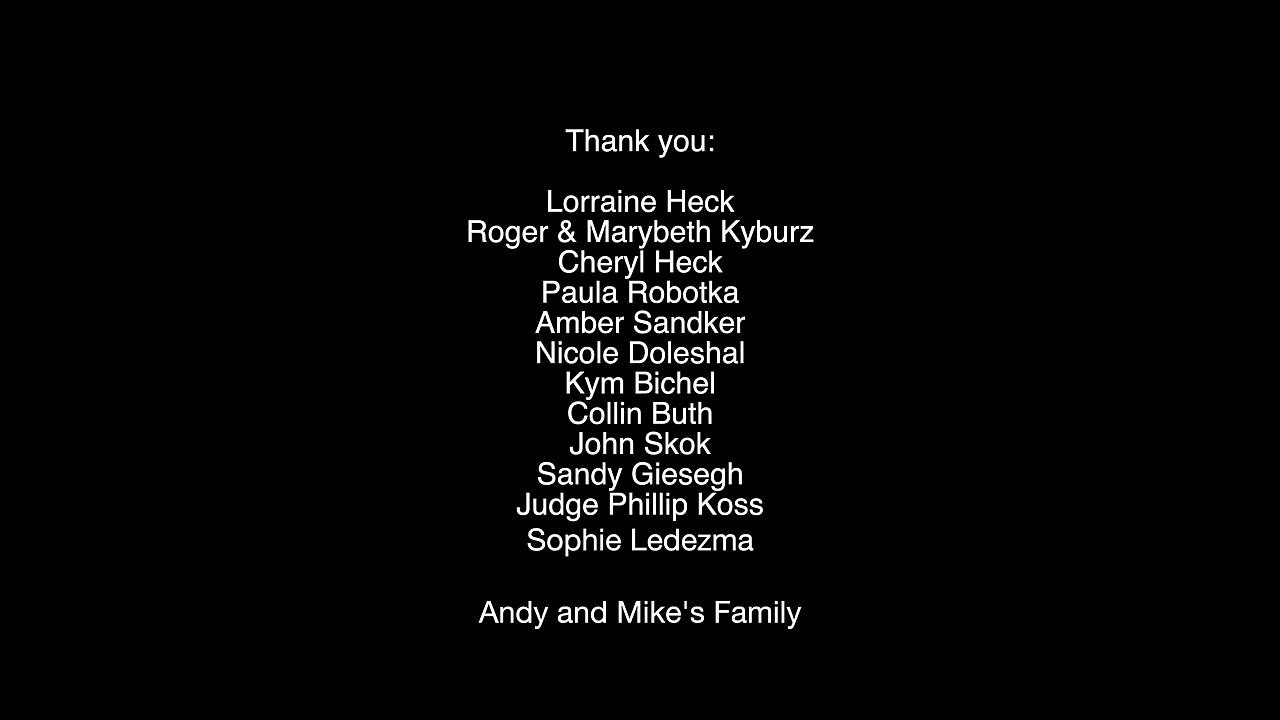 Thank you:
Lorraine Heck
Roger & Marybeth Kyburz
Cheryl Heck
Paula Robotka
Amber Sandker
Nicole Doleshal
Kym Bichel
Collin Buth
John Skok
Sandy Giesegh
Judge Phillip Koss
Sophie Ledezma
Andy and Mike's Family